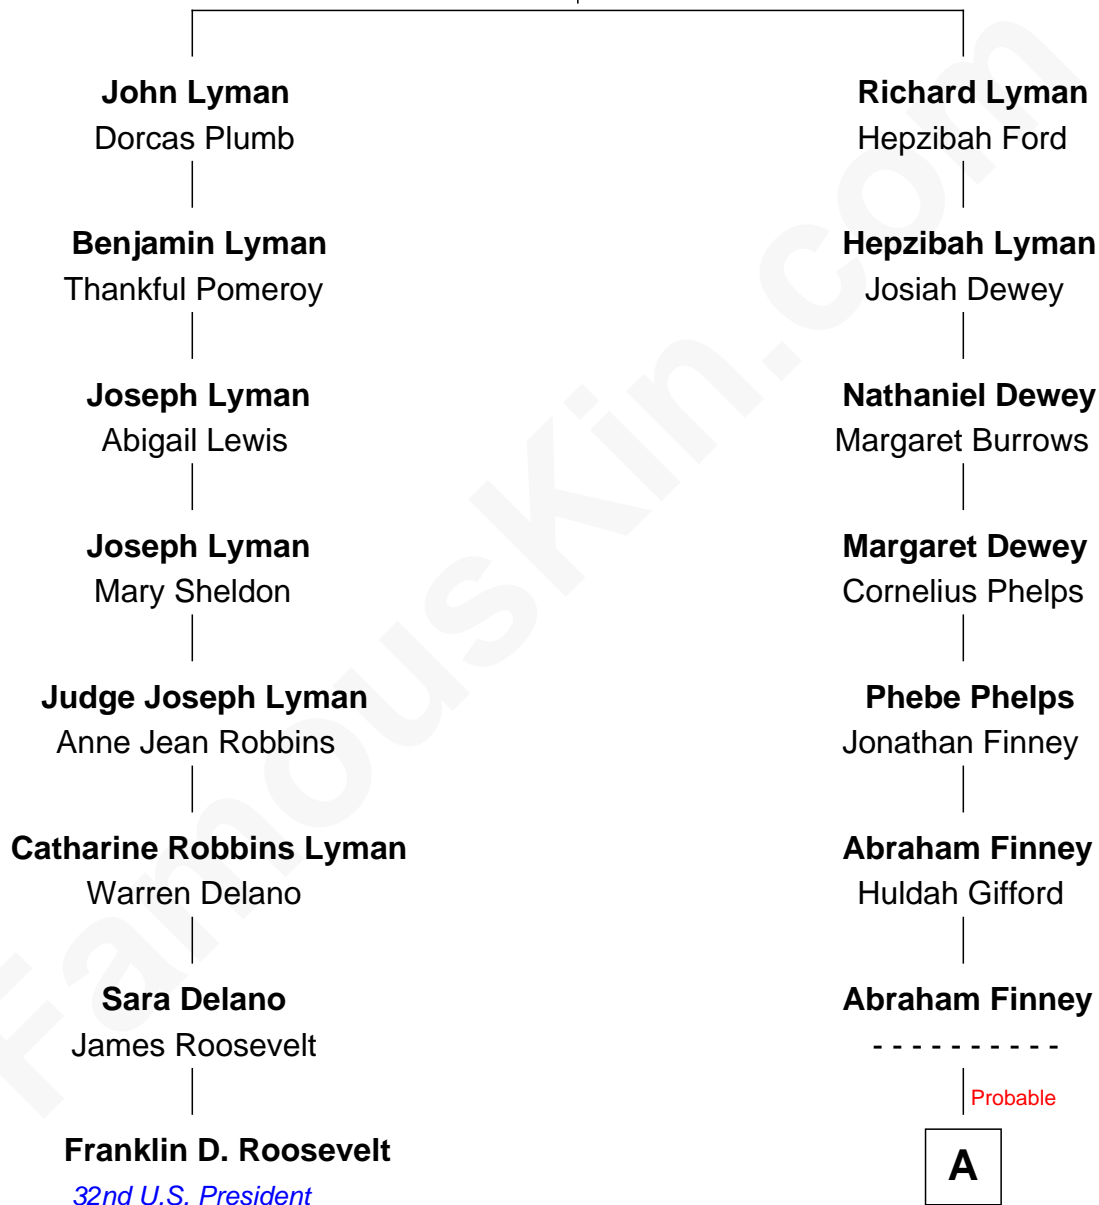 John Lyman
Dorcas Plumb
Richard Lyman
Hepzibah Ford
Benjamin Lyman
Thankful Pomeroy
Hepzibah Lyman
Josiah Dewey
Joseph Lyman
Abigail Lewis
Nathaniel Dewey
Margaret Burrows
Joseph Lyman
Mary Sheldon
Margaret Dewey
Cornelius Phelps
Judge Joseph Lyman
Anne Jean Robbins
Phebe Phelps
Jonathan Finney
Catharine Robbins Lyman
Warren Delano
Abraham Finney
Huldah Gifford
Sara Delano
James Roosevelt
Abraham Finney
- - - - - - - - - -
Probable
Franklin D. Roosevelt
32nd U.S. President
A
FamousKin.com